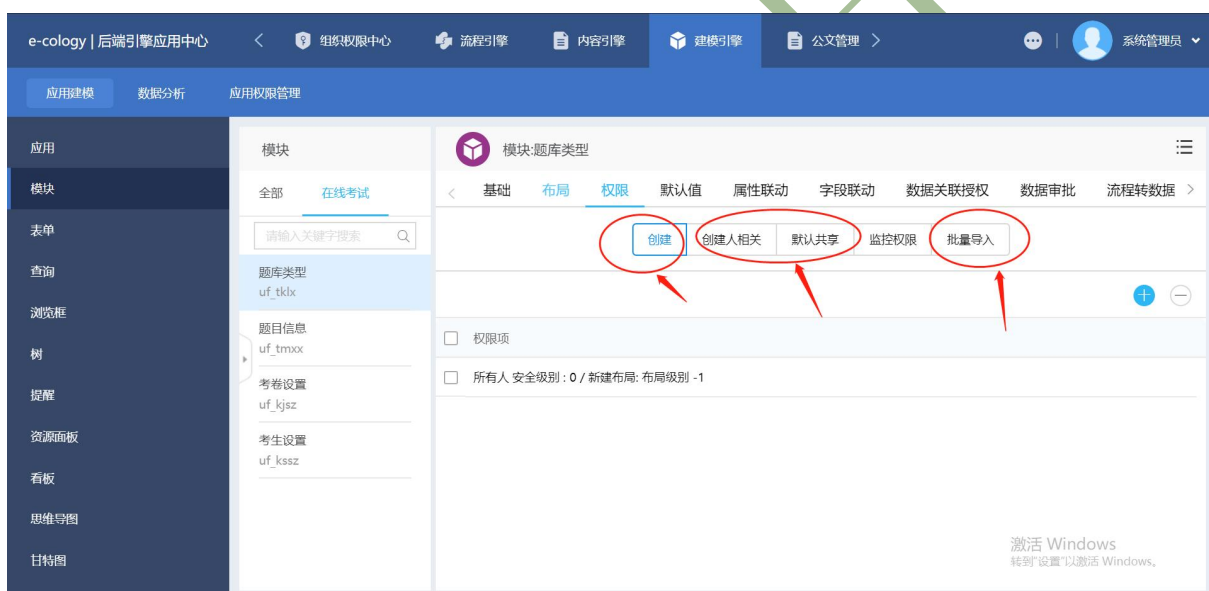 e-cology | 后端引擎应用中心 < 组织权限中心 流程引擎 内容引擎 建模引擎 公文管理 > 系统管理员
应用建模 数据分析 应用权限管理
应用
模块
表单
查询
浏览框
树
提醒
资源面板
看板
思维导图
甘特图
模块
全部 在线考试
请输入关键字搜索
题库类型
uf_tklx
题目信息
uf_tmxx
考卷设置
uf_kjsz
考生设置
uf_kssz
模块:题库类型
< 基础 布局 权限 默认值 属性联动 字段联动 数据关联授权 数据审批 流程转数据 >
创建 创建人相关 默认共享 监控权限 批量导入
权限项
所有人 安全级别 : 0 / 新建布局: 布局级别 -1
激活 Windows
转到"设置"以激活 Windows。